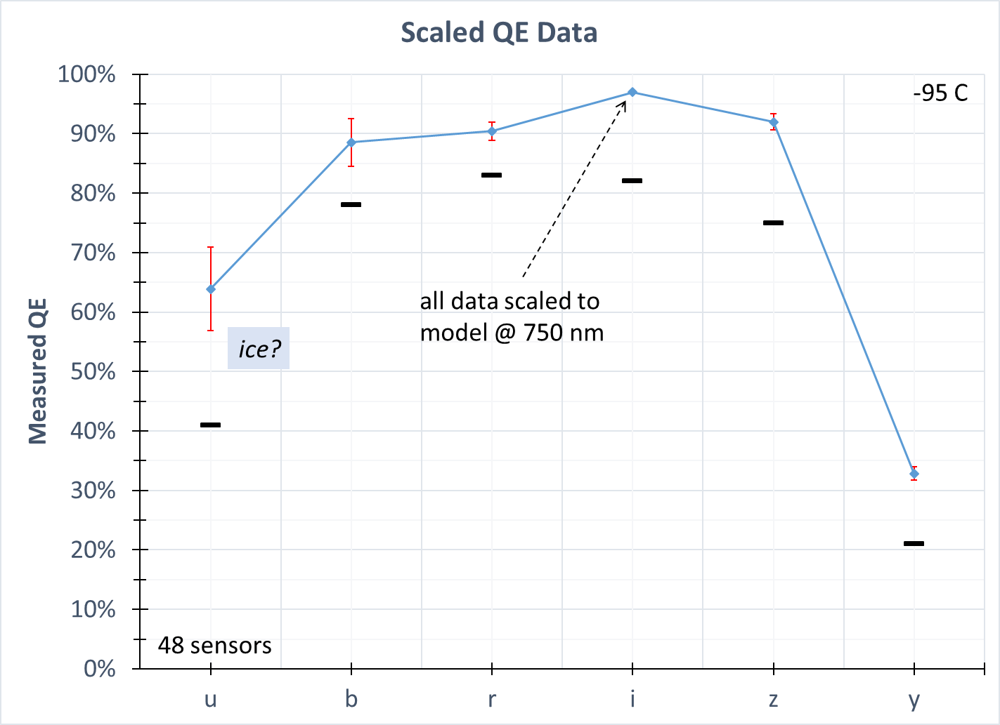 Scaled QE Data
100%
-95 C
90%
80%
70%
all data scaled to
model @ 750 nm
60%
ice?
50%
40%
30%
20%
10%
48 sensors
0%
Measured QE
u b r i z y